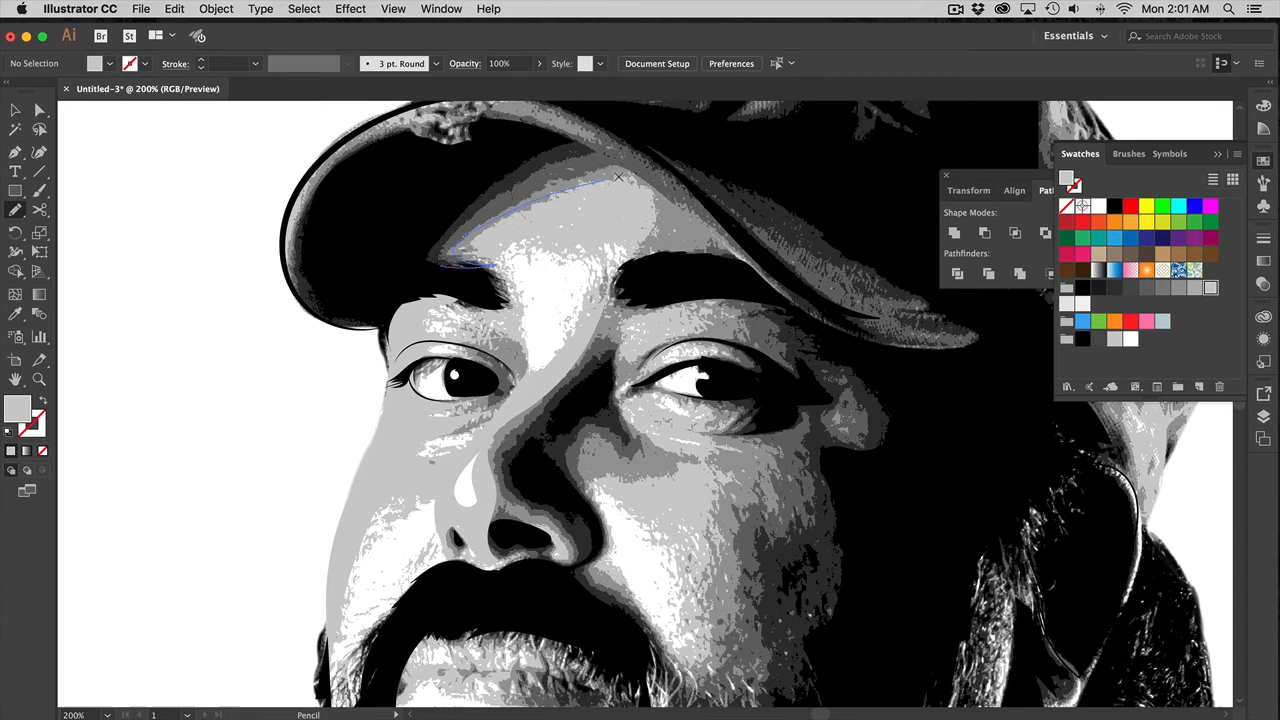 Illustrator CC File Edit Object Type Select Effect View Window Help Mon 2:01 AM
Ai Br St Essentials Search Adobe Stock
No Selection Stroke: 3 pt. Round Opacity: 100% Style: Document Setup Preferences
Untitled-3* @ 200% (RGB/Preview)
Swatches Brushes Symbols
Transform Align Pat
Shape Modes:
Pathfinders:
200% 1 Pencil